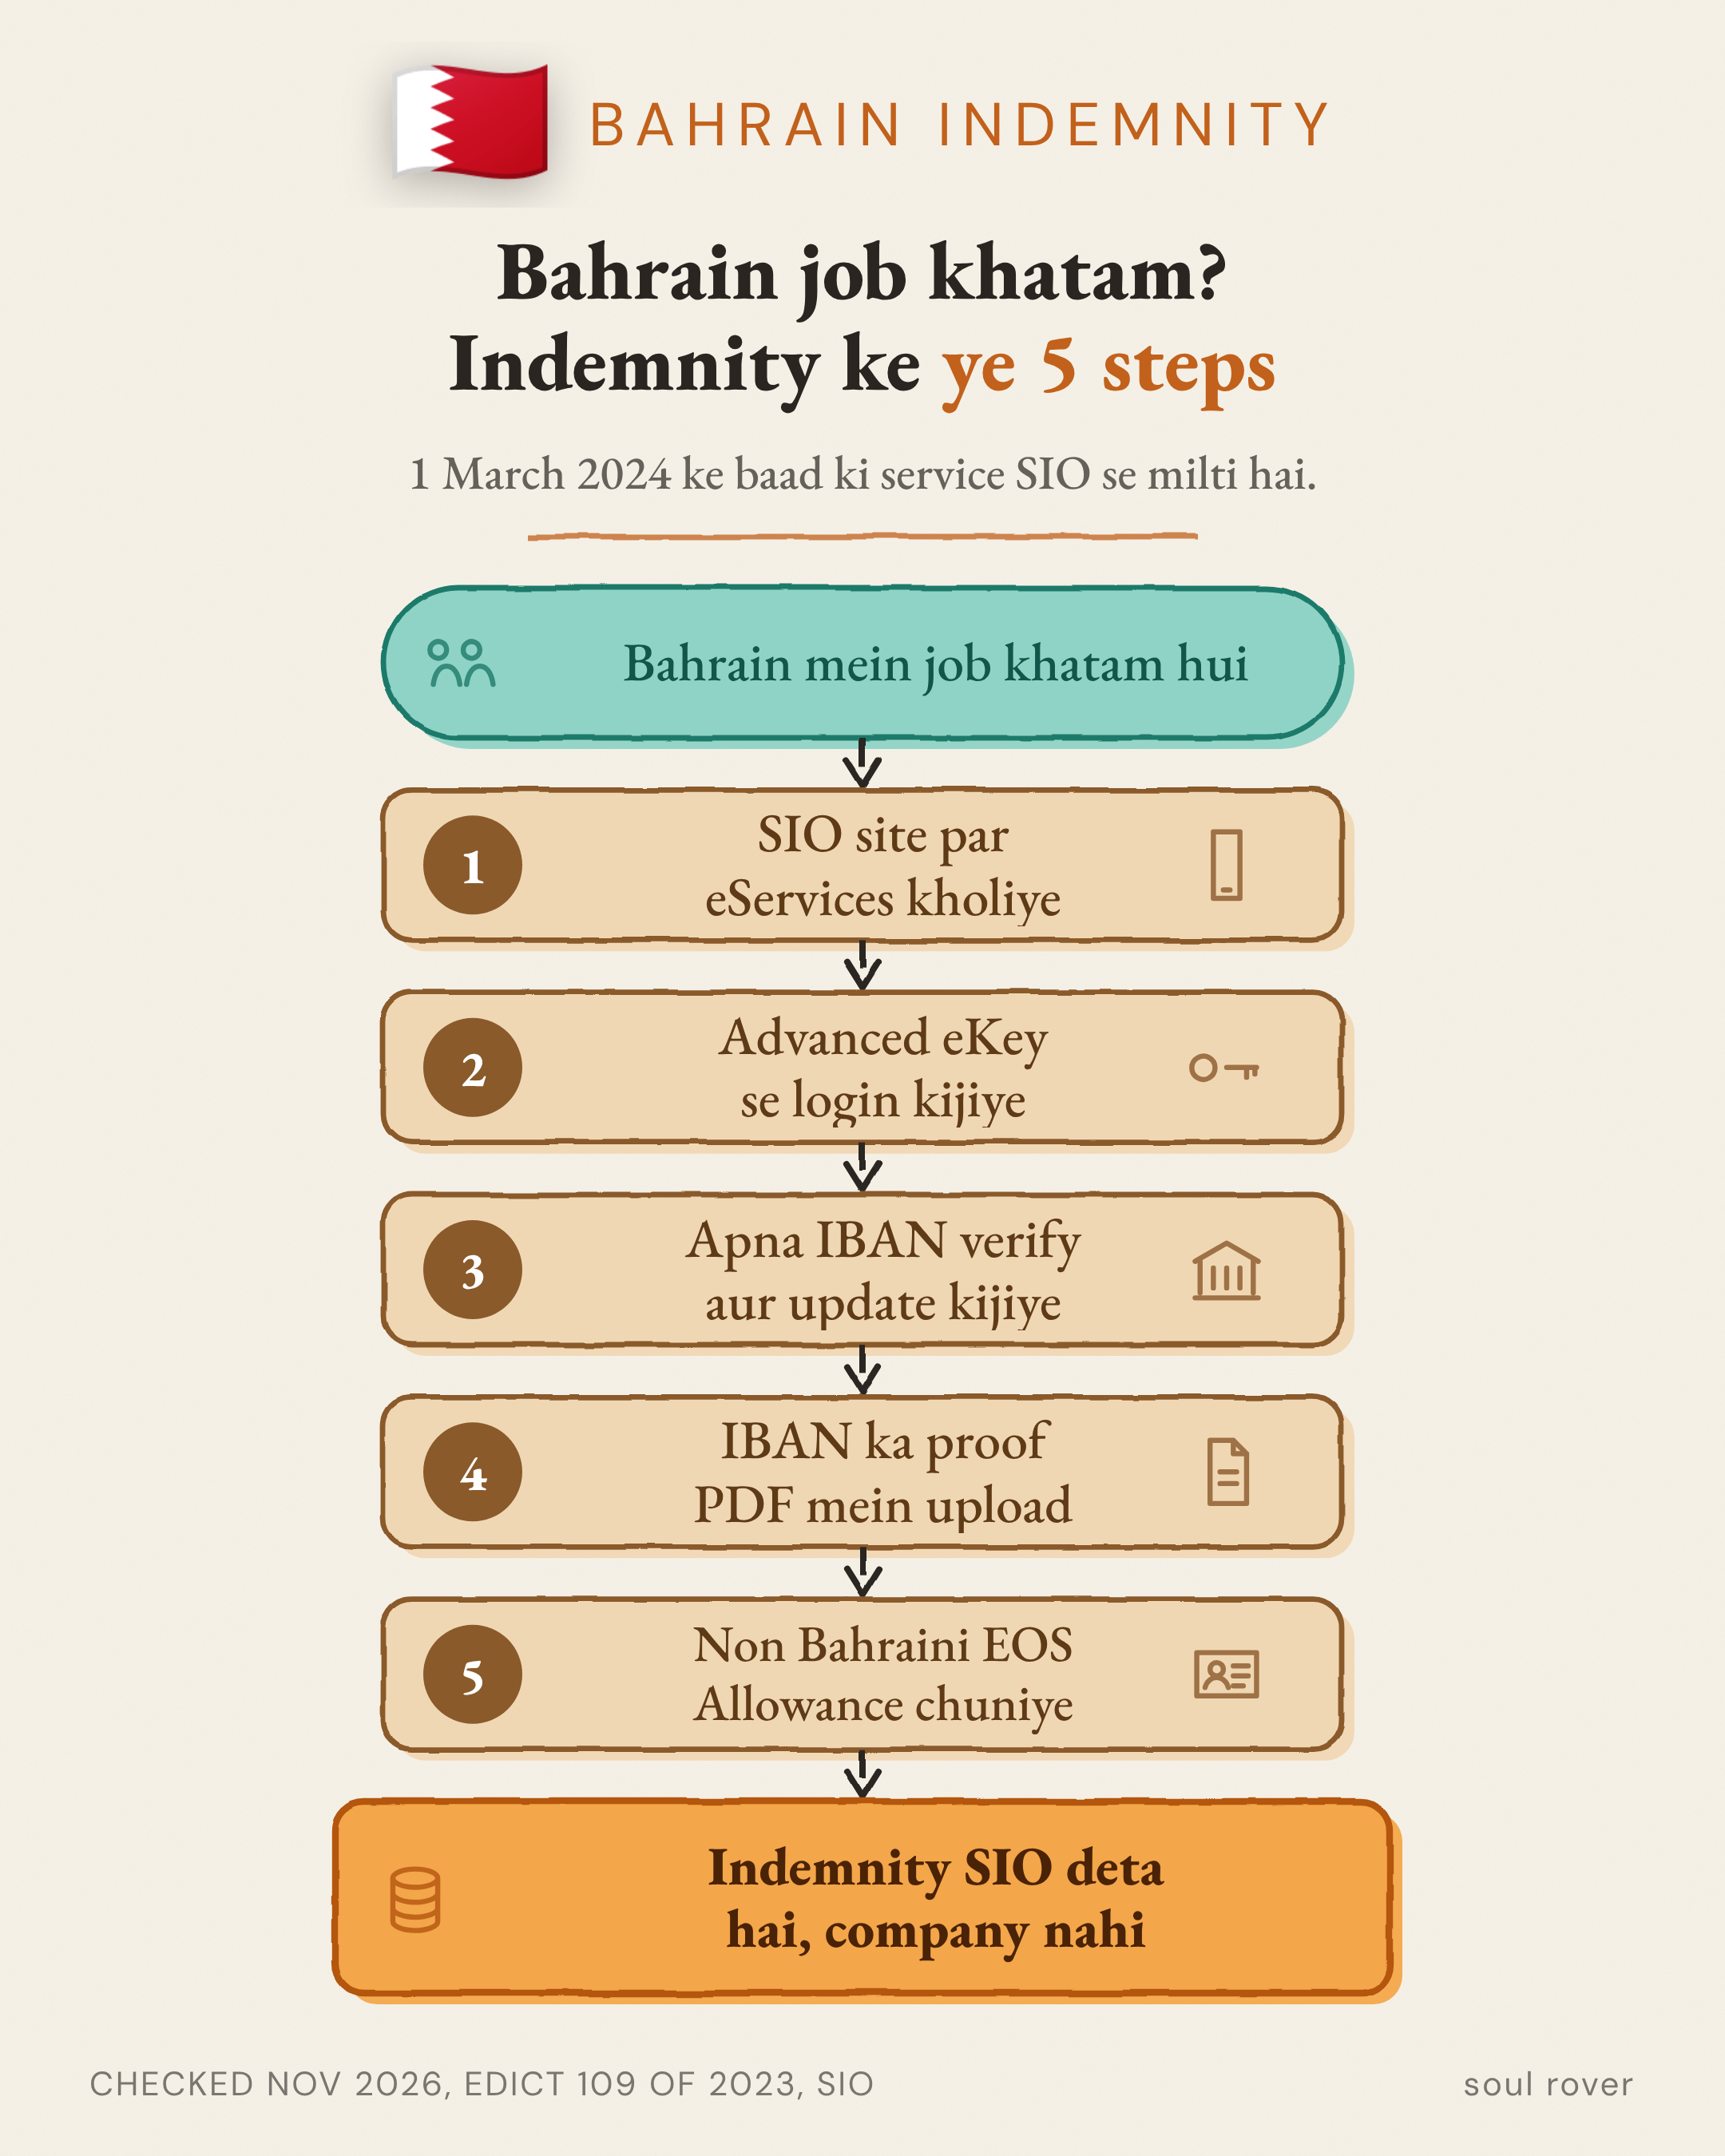 BAHRAIN INDEMNITY
Bahrain job khatam?
Indemnity ke ye 5 steps
1 March 2024 ke baad ki service SIO se milti hai.
Bahrain mein job khatam hui
1
SIO site par
eServices kholiye
2
Advanced eKey
se login kijiye
3
Apna IBAN verify
aur update kijiye
4
IBAN ka proof
PDF mein upload
5
Non Bahraini EOS
Allowance chuniye
Indemnity SIO deta
hai, company nahi
CHECKED NOV 2026, EDICT 109 OF 2023, SIO
soul rover